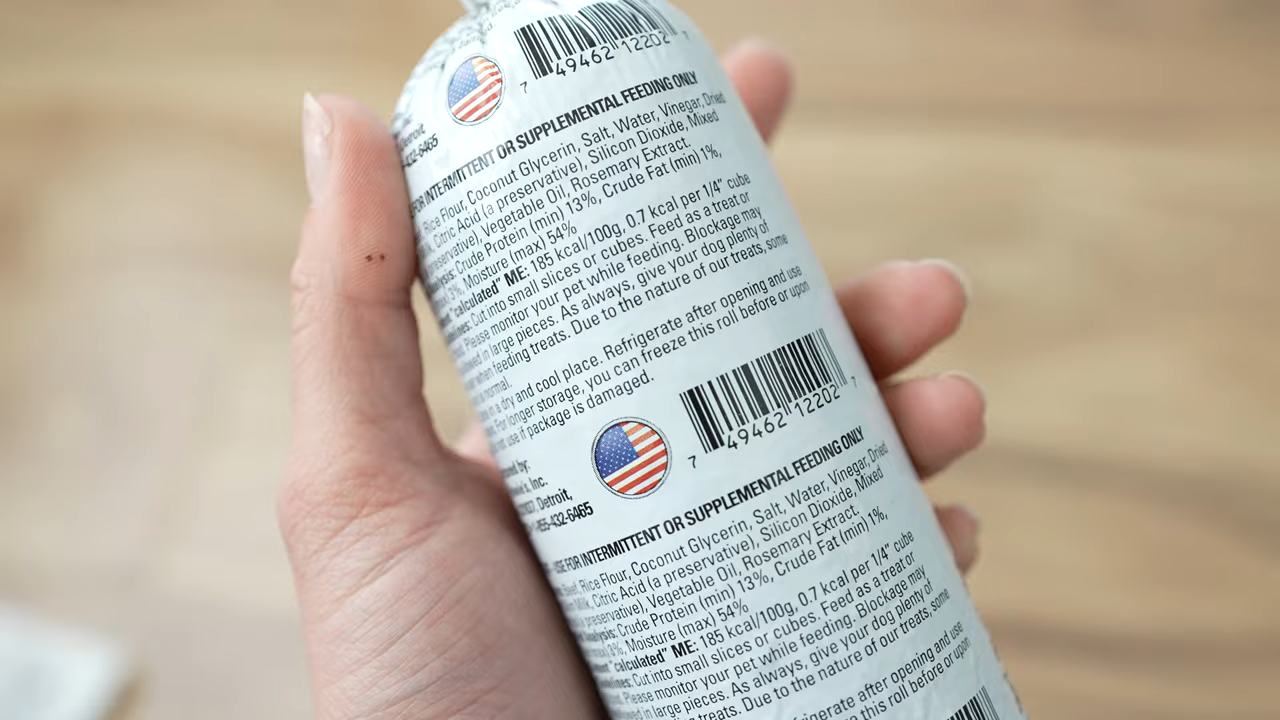 7 49462 12202 7
Detroit,
432-6465
FOR INTERMITTENT OR SUPPLEMENTAL FEEDING ONLY
Rice Flour, Coconut Glycerin, Salt, Water, Vinegar, Dried
Citric Acid (a preservative), Silicon Dioxide, Mixed
Vegetable Oil, Rosemary Extract.
Crude Protein (min) 13%, Crude Fat (min) 1%,
3%, Moisture (max) 54%
"calculated" ME: 185 kcal/100g, 0.7 kcal per 1/4" cube
Cut into small slices or cubes. Feed as a treat or
Please monitor your pet while feeding. Blockage may
in large pieces. As always, give your dog plenty of
when feeding treats. Due to the nature of our treats, some
normal.
in a dry and cool place. Refrigerate after opening and use
For longer storage, you can freeze this roll before or upon
use if package is damaged.
7 49462 12202 7
by:
Inc.
Detroit,
432-6465
USE FOR INTERMITTENT OR SUPPLEMENTAL FEEDING ONLY
Beef, Rice Flour, Coconut Glycerin, Salt, Water, Vinegar, Dried
Milk, Citric Acid (a preservative), Silicon Dioxide, Mixed
Vegetable Oil, Rosemary Extract.
Crude Protein (min) 13%, Crude Fat (min) 1%,
3%, Moisture (max) 54%
"calculated" ME: 185 kcal/100g, 0.7 kcal per 1/4" cube
Cut into small slices or cubes. Feed as a treat or
Please monitor your pet while feeding. Blockage may
in large pieces. As always, give your dog plenty of
treats. Due to the nature of our treats, some
Refrigerate after opening and use
this roll before or upon